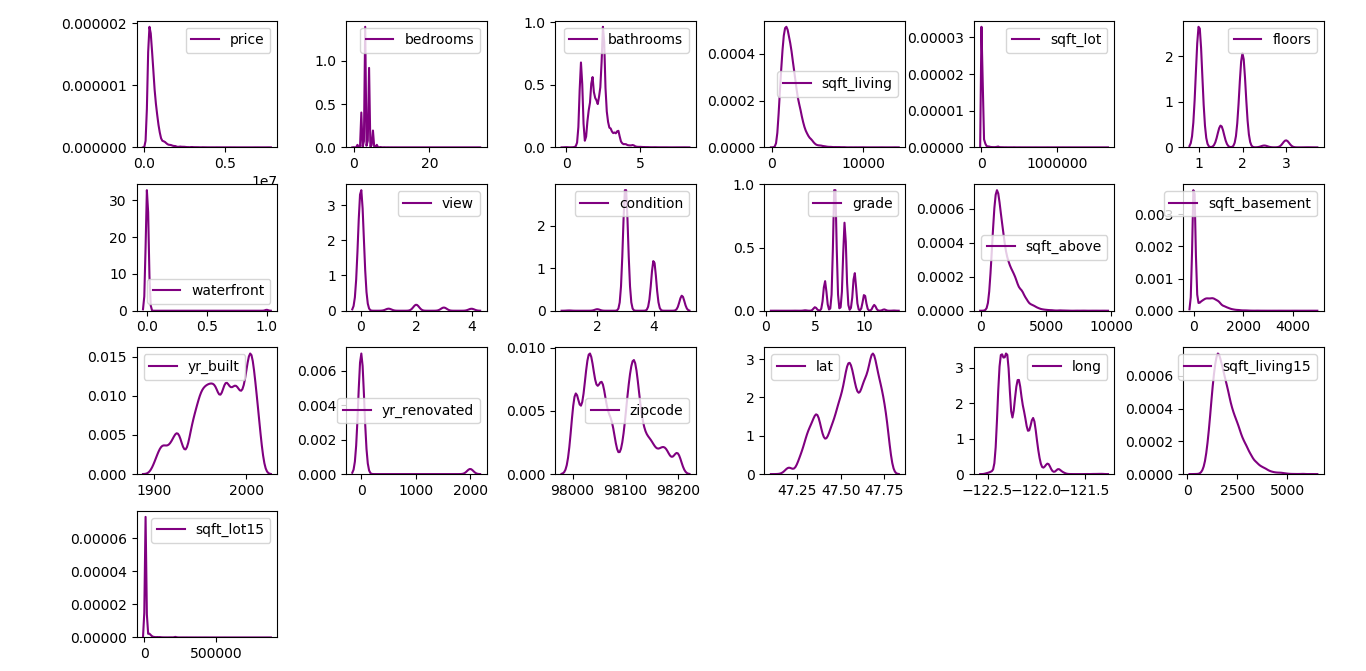 0.000002
0.000001
0.000000
price
0.0 0.5
1e7
1.0
0.5
0.0
bedrooms
0 20
1.0
0.5
0.0
bathrooms
0 5
0.0004
0.0002
0.0000
sqft_living
0 10000
0.00003
0.00002
0.00001
0.00000
sqft_lot
0 1000000
2
1
0
floors
1 2 3
30
20
10
0
waterfront
0.0 0.5 1.0
3
2
1
0
view
0 2 4
2
1
0
condition
2 4
1.0
0.5
0.0
grade
0 5 10
0.0006
0.0004
0.0002
0.0000
sqft_above
0 5000 10000
0.003
0.002
0.001
0.000
sqft_basement
0 2000 4000
0.015
0.010
0.005
0.000
yr_built
1900 2000
0.006
0.004
0.002
0.000
yr_renovated
0 1000 2000
0.010
0.005
0.000
zipcode
98000 98100 98200
3
2
1
0
lat
47.25 47.50 47.75
3
2
1
0
long
−122.5 −122.0 −121.5
0.0006
0.0004
0.0002
0.0000
sqft_living15
0 2500 5000
0.00006
0.00004
0.00002
0.00000
sqft_lot15
0 500000